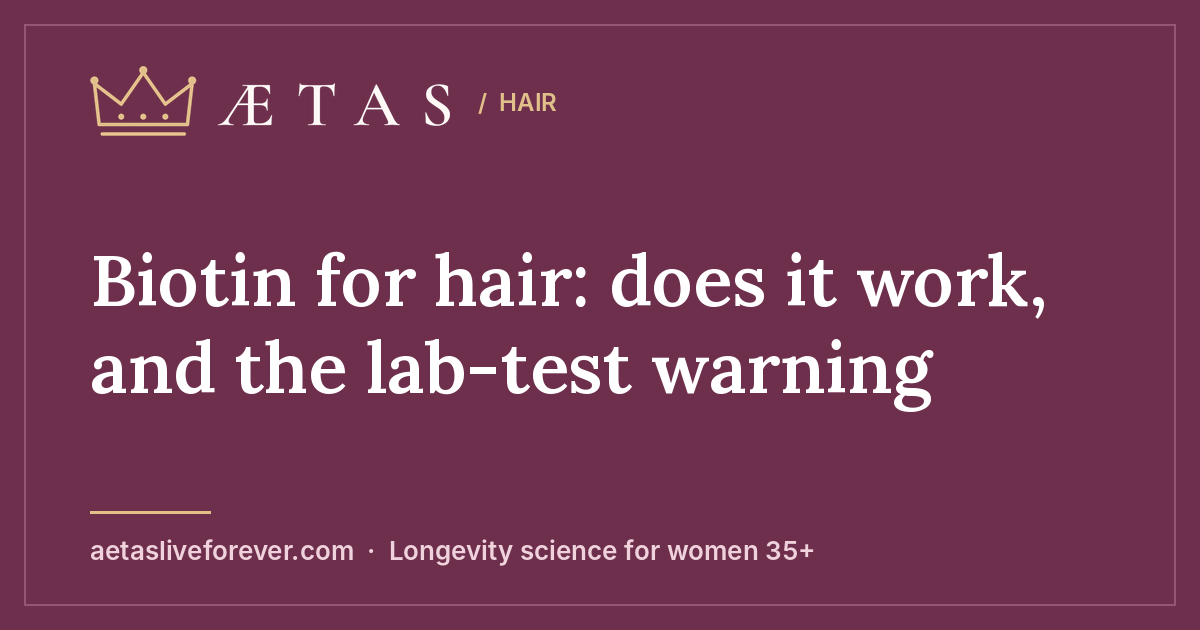 ÆTAS / HAIR
Biotin for hair: does it work,
and the lab-test warning
aetasliveforever.com · Longevity science for women 35+